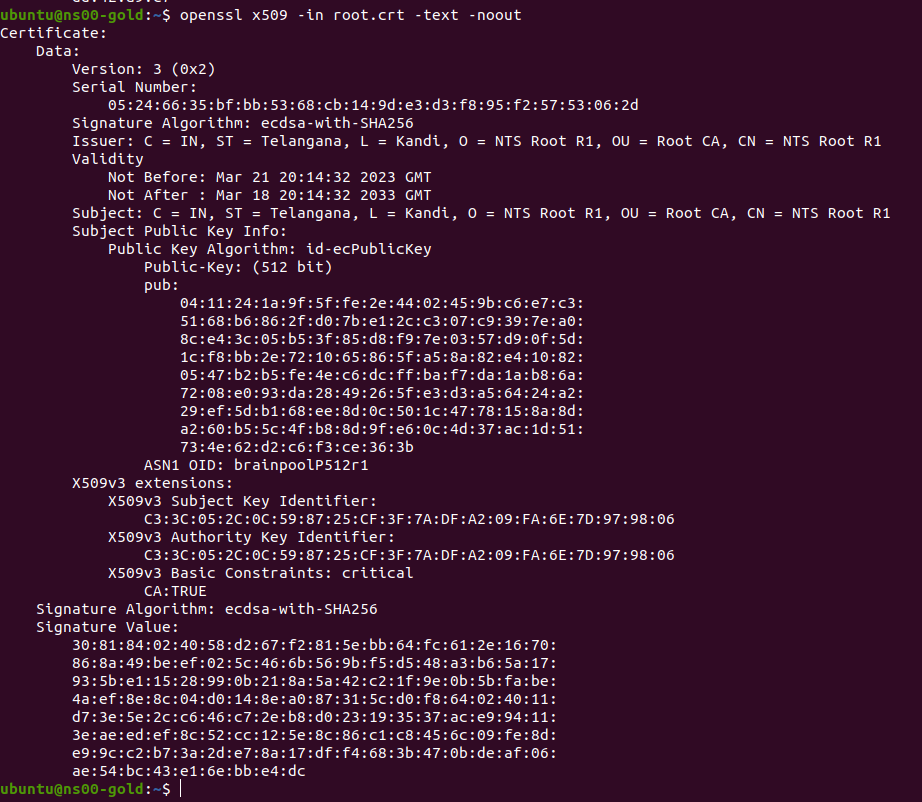 ubuntu@ns00-gold:~$ openssl x509 -in root.crt -text -noout
Certificate:
    Data:
        Version: 3 (0x2)
        Serial Number:
            05:24:66:35:bf:bb:53:68:cb:14:9d:e3:d3:f8:95:f2:57:53:06:2d
        Signature Algorithm: ecdsa-with-SHA256
        Issuer: C = IN, ST = Telangana, L = Kandi, O = NTS Root R1, OU = Root CA, CN = NTS Root R1
        Validity
            Not Before: Mar 21 20:14:32 2023 GMT
            Not After : Mar 18 20:14:32 2033 GMT
        Subject: C = IN, ST = Telangana, L = Kandi, O = NTS Root R1, OU = Root CA, CN = NTS Root R1
        Subject Public Key Info:
            Public Key Algorithm: id-ecPublicKey
                Public-Key: (512 bit)
                pub:
                    04:11:24:1a:9f:5f:fe:2e:44:02:45:9b:c6:e7:c3:
                    51:68:b6:86:2f:d0:7b:e1:2c:c3:07:c9:39:7e:a0:
                    8c:e4:3c:05:b5:3f:85:d8:f9:7e:03:57:d9:0f:5d:
                    1c:f8:bb:2e:72:10:65:86:5f:a5:8a:82:e4:10:82:
                    05:47:b2:b5:fe:4e:c6:dc:ff:ba:f7:da:1a:b8:6a:
                    72:08:e0:93:da:28:49:26:5f:e3:d3:a5:64:24:a2:
                    29:ef:5d:b1:68:ee:8d:0c:50:1c:47:78:15:8a:8d:
                    a2:60:b5:5c:4f:b8:8d:9f:e6:0c:4d:37:ac:1d:51:
                    73:4e:62:d2:c6:f3:ce:36:3b
                ASN1 OID: brainpoolP512r1
        X509v3 extensions:
            X509v3 Subject Key Identifier:
                C3:3C:05:2C:0C:59:87:25:CF:3F:7A:DF:A2:09:FA:6E:7D:97:98:06
            X509v3 Authority Key Identifier:
                C3:3C:05:2C:0C:59:87:25:CF:3F:7A:DF:A2:09:FA:6E:7D:97:98:06
            X509v3 Basic Constraints: critical
                CA:TRUE
    Signature Algorithm: ecdsa-with-SHA256
    Signature Value:
        30:81:84:02:40:58:d2:67:f2:81:5e:bb:64:fc:61:2e:16:70:
        86:8a:49:be:ef:02:5c:46:6b:56:9b:f5:d5:48:a3:b6:5a:17:
        93:5b:e1:15:28:99:0b:21:8a:5a:42:c2:1f:9e:0b:5b:fa:be:
        4a:ef:8e:8c:04:d0:14:8e:a0:87:31:5c:d0:f8:64:02:40:11:
        d7:3e:5e:2c:c6:46:c7:2e:b8:d0:23:19:35:37:ac:e9:94:11:
        3e:ae:ed:ef:8c:52:cc:12:5e:8c:86:c1:c8:45:6c:09:fe:8d:
        e9:9c:c2:b7:3a:2d:e7:8a:17:df:f4:68:3b:47:0b:de:af:06:
        ae:54:bc:43:e1:6e:bb:e4:dc
ubuntu@ns00-gold:~$